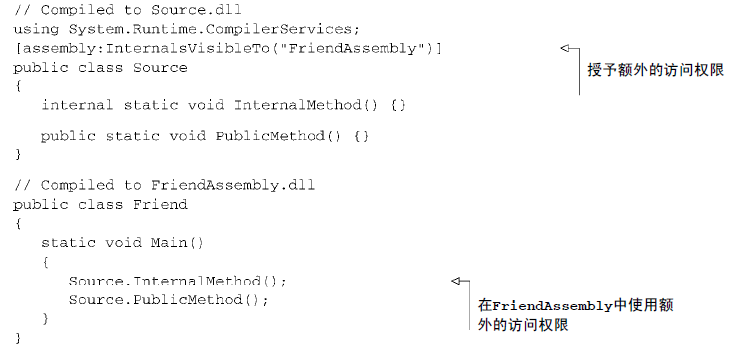 // Compiled to Source.dll
using System.Runtime.CompilerServices;
[assembly:InternalsVisibleTo("FriendAssembly")]
public class Source
授予额外的访问权限
{
internal static void InternalMethod() {}
public static void PublicMethod() {}
}
// Compiled to FriendAssembly.dll
public class Friend
{
static void Main()
{
Source.InternalMethod();
Source.PublicMethod();
在FriendAssembly中使用额
外的访问权限
}
}